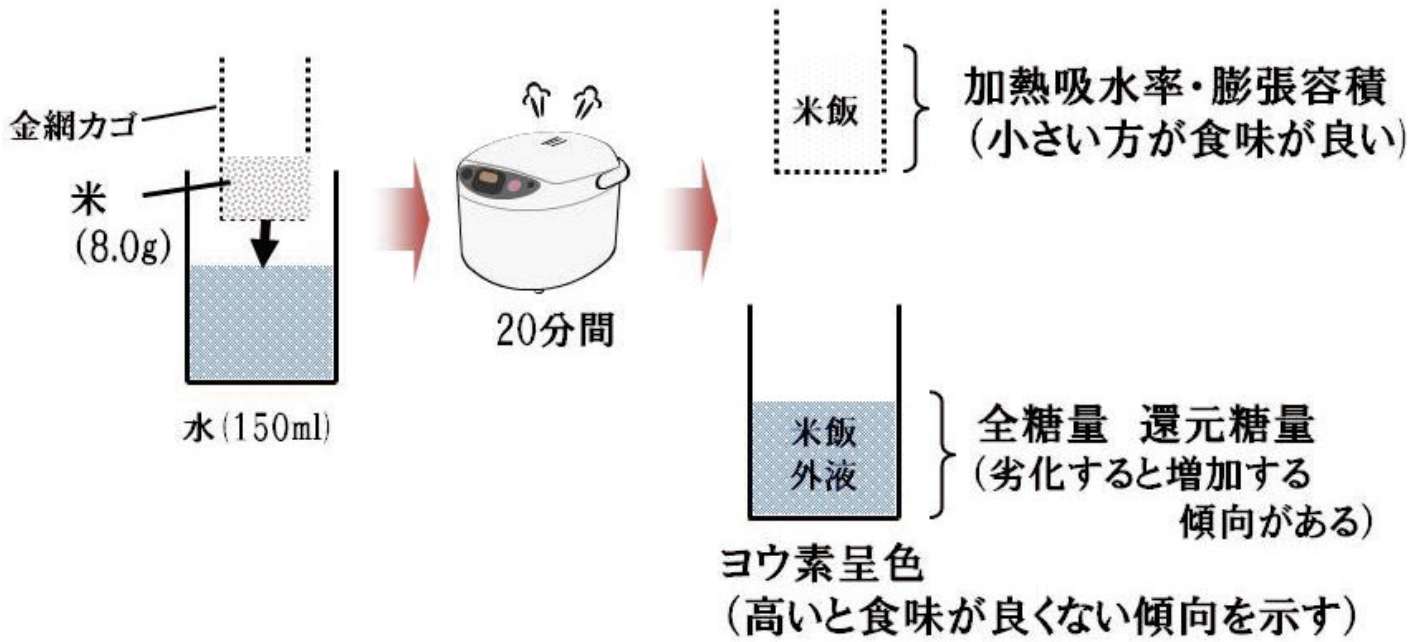 金網カゴ
米
(8.0g)
水(150ml)
20分間
米飯
加熱吸水率・膨張容積
(小さい方が食味が良い)
米飯
外液
全糖量 還元糖量
(劣化すると増加する
傾向がある)
ヨウ素呈色
(高いと食味が良くない傾向を示す)